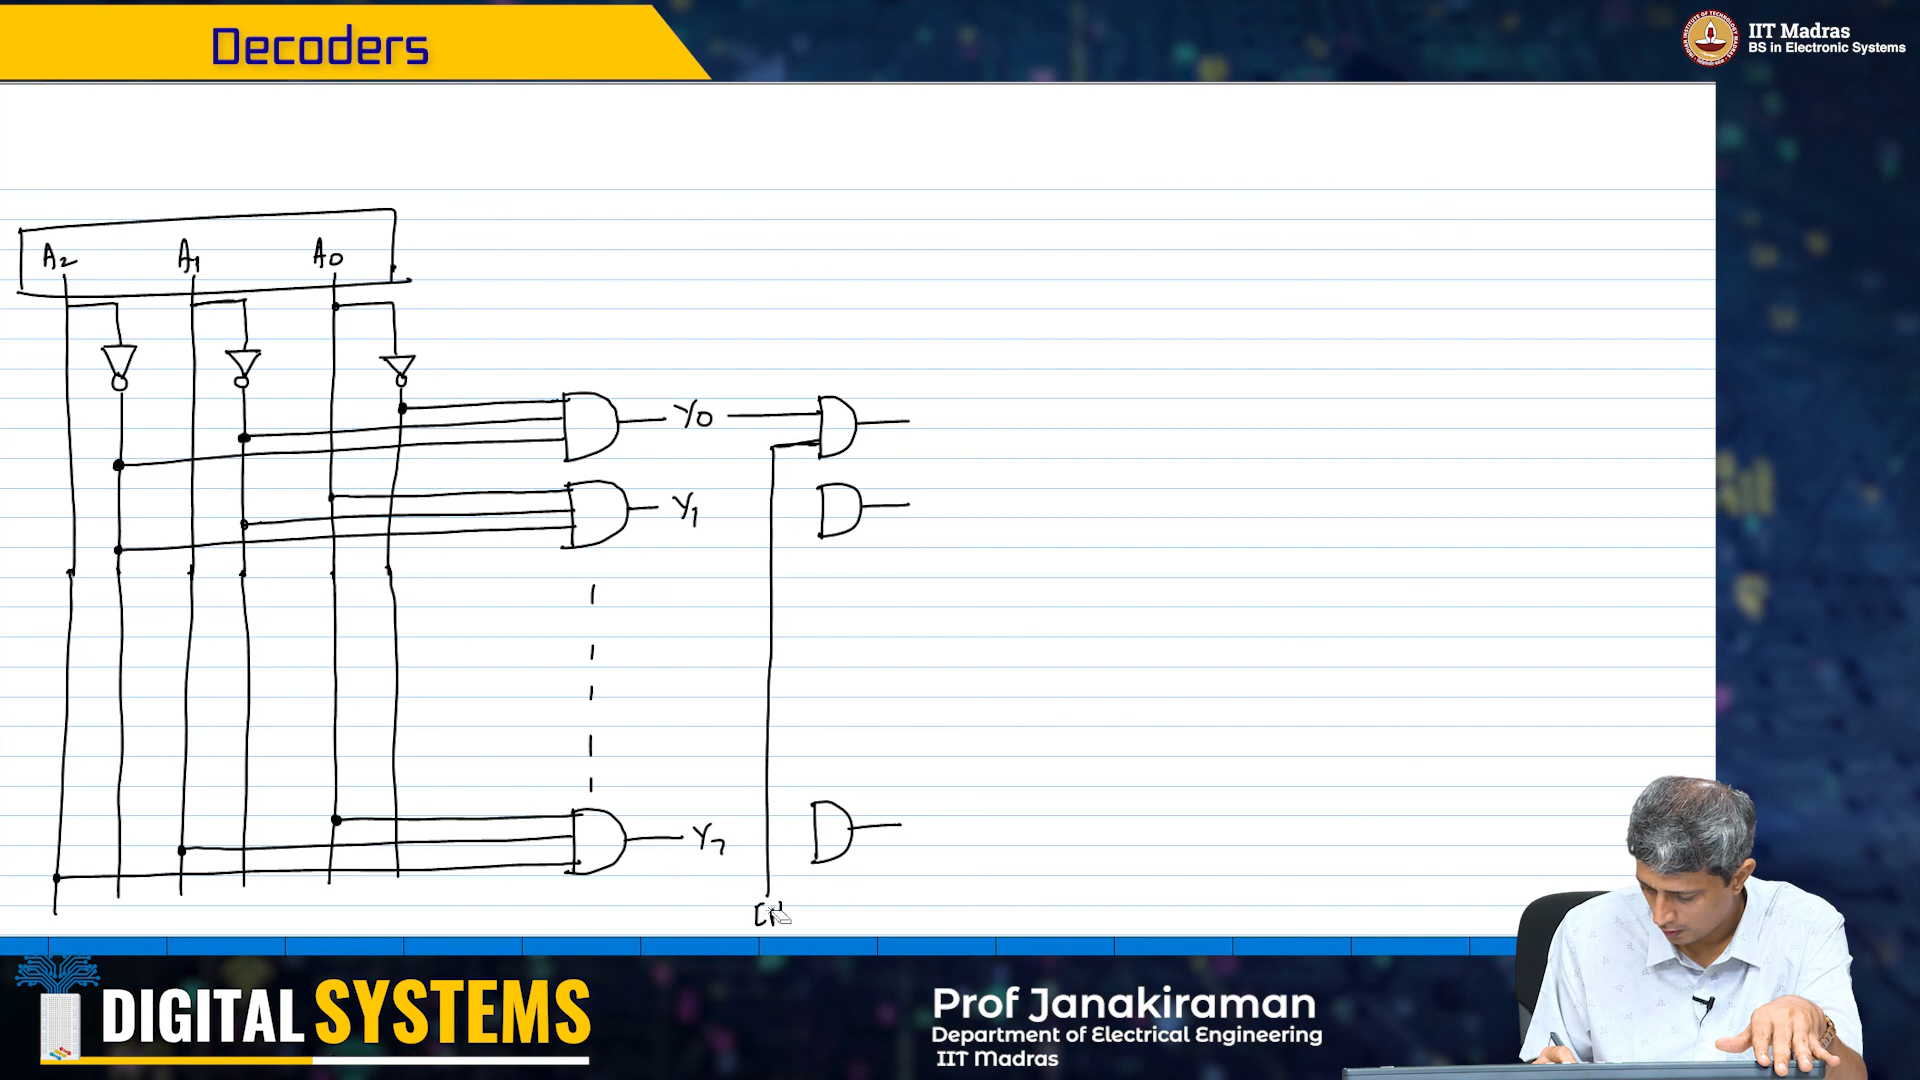 Decoders
IIT Madras
BS in Electronic Systems
A2 A1 A0
Y0
Y1
Y7
DIGITAL SYSTEMS
Prof Janakiraman
Department of Electrical Engineering
IIT Madras